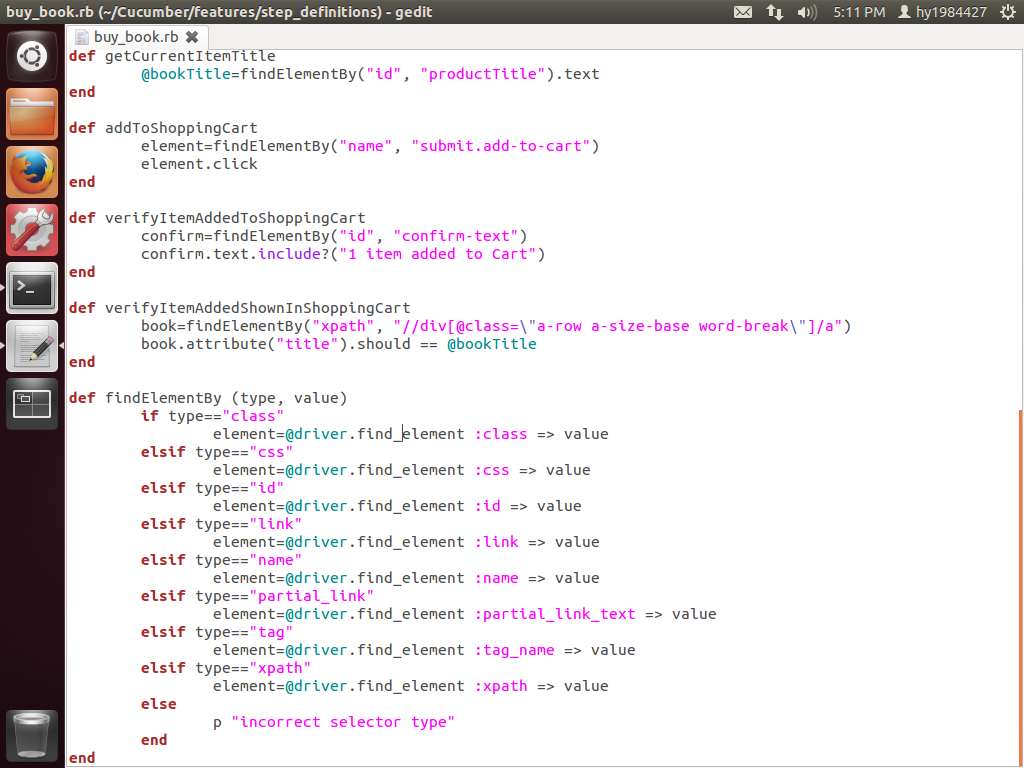 buy_book.rb (~/Cucumber/features/step_definitions) - gedit
5:11 PM
hy1984427
buy_book.rb
def getCurrentItemTitle
        @bookTitle=findElementBy("id", "productTitle").text
end

def addToShoppingCart
        element=findElementBy("name", "submit.add-to-cart")
        element.click
end

def verifyItemAddedToShoppingCart
        confirm=findElementBy("id", "confirm-text")
        confirm.text.include?("1 item added to Cart")
end

def verifyItemAddedShownInShoppingCart
        book=findElementBy("xpath", "//div[@class=\"a-row a-size-base word-break\"]/a")
        book.attribute("title").should == @bookTitle
end

def findElementBy (type, value)
        if type=="class"
                element=@driver.find_element :class => value
        elsif type=="css"
                element=@driver.find_element :css => value
        elsif type=="id"
                element=@driver.find_element :id => value
        elsif type=="link"
                element=@driver.find_element :link => value
        elsif type=="name"
                element=@driver.find_element :name => value
        elsif type=="partial_link"
                element=@driver.find_element :partial_link_text => value
        elsif type=="tag"
                element=@driver.find_element :tag_name => value
        elsif type=="xpath"
                element=@driver.find_element :xpath => value
        else
                p "incorrect selector type"
        end
end